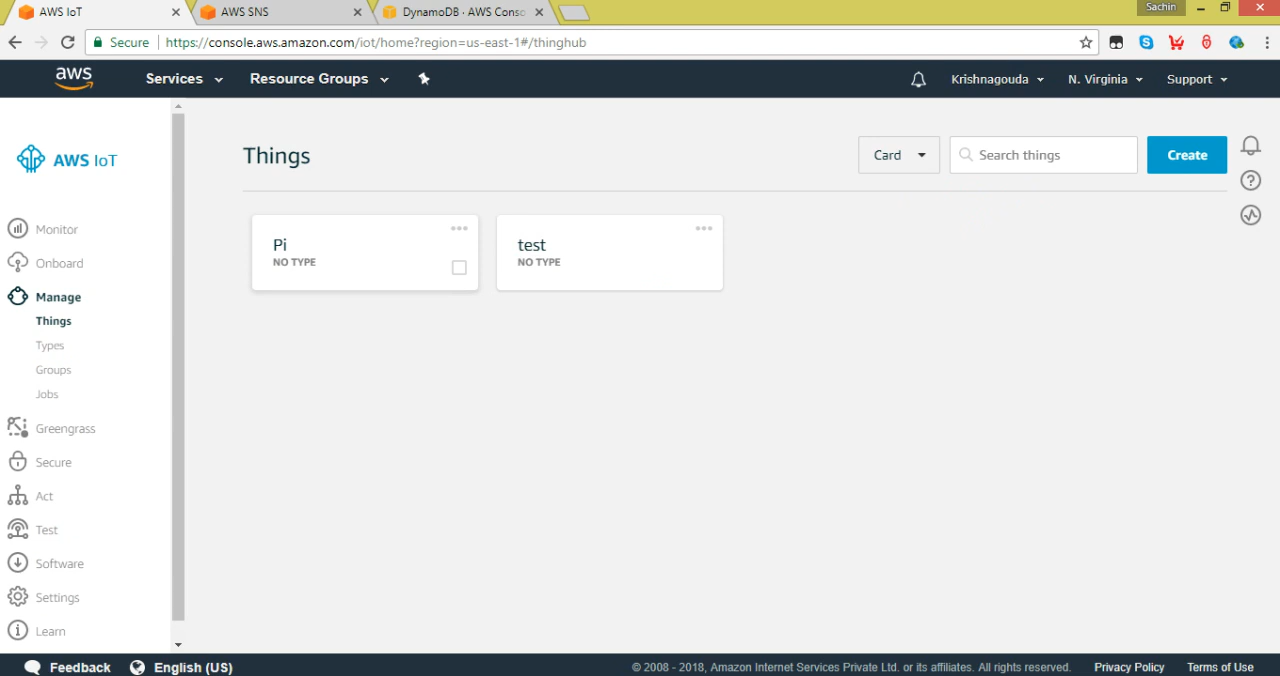 AWS IoT
AWS SNS
DynamoDB · AWS Conso
Sachin
Secure
https://console.aws.amazon.com/iot/home?region=us-east-1#/thinghub
aws
Services
Resource Groups
Krishnagouda
N. Virginia
Support
AWS IoT
Monitor
Onboard
Manage
Things
Types
Groups
Jobs
Greengrass
Secure
Act
Test
Software
Settings
Learn
Things
Card
Search things
Create
Pi
NO TYPE
test
NO TYPE
Feedback
English (US)
© 2008 - 2018, Amazon Internet Services Private Ltd. or its affiliates. All rights reserved.
Privacy Policy
Terms of Use